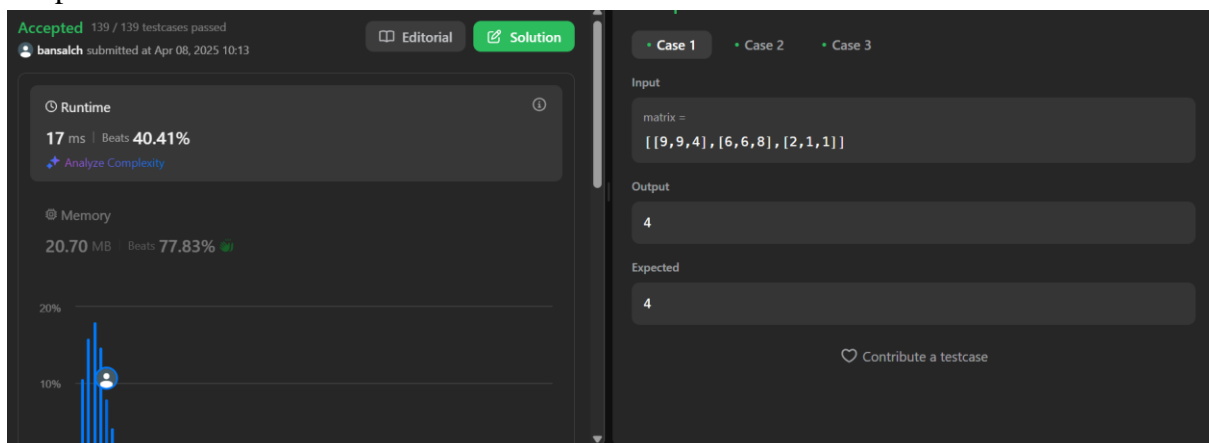 Accepted 139 / 139 testcases passed
bansalch submitted at Apr 08, 2025 10:13
Editorial
Solution
Runtime
17 ms | Beats 40.41%
Analyze Complexity
Memory
20.70 MB | Beats 77.83%
20%
10%
Case 1
Case 2
Case 3
Input
matrix =
[[9,9,4],[6,6,8],[2,1,1]]
Output
4
Expected
4
Contribute a testcase